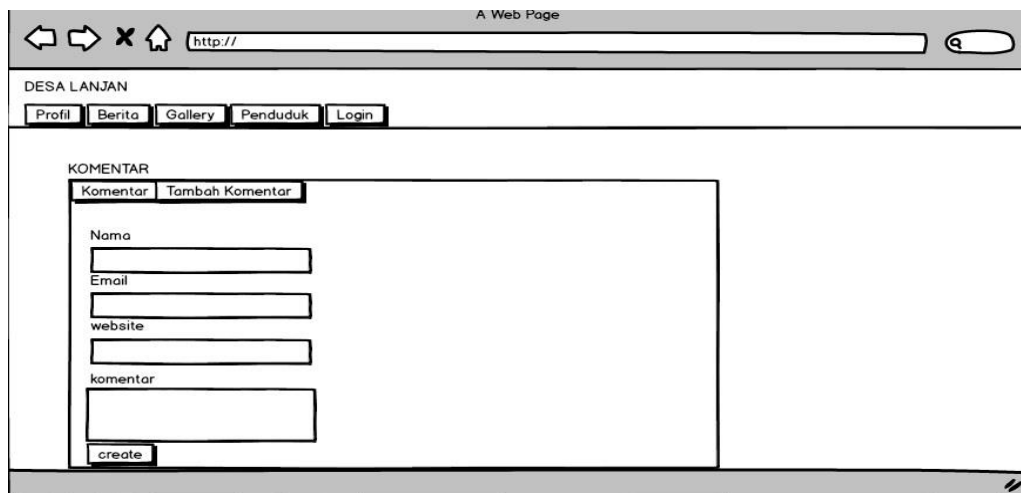 A Web Page
http://
DESA LANJAN
Profil Berita Gallery Penduduk Login
KOMENTAR
Komentar Tambah Komentar
Nama
Email
website
komentar
create